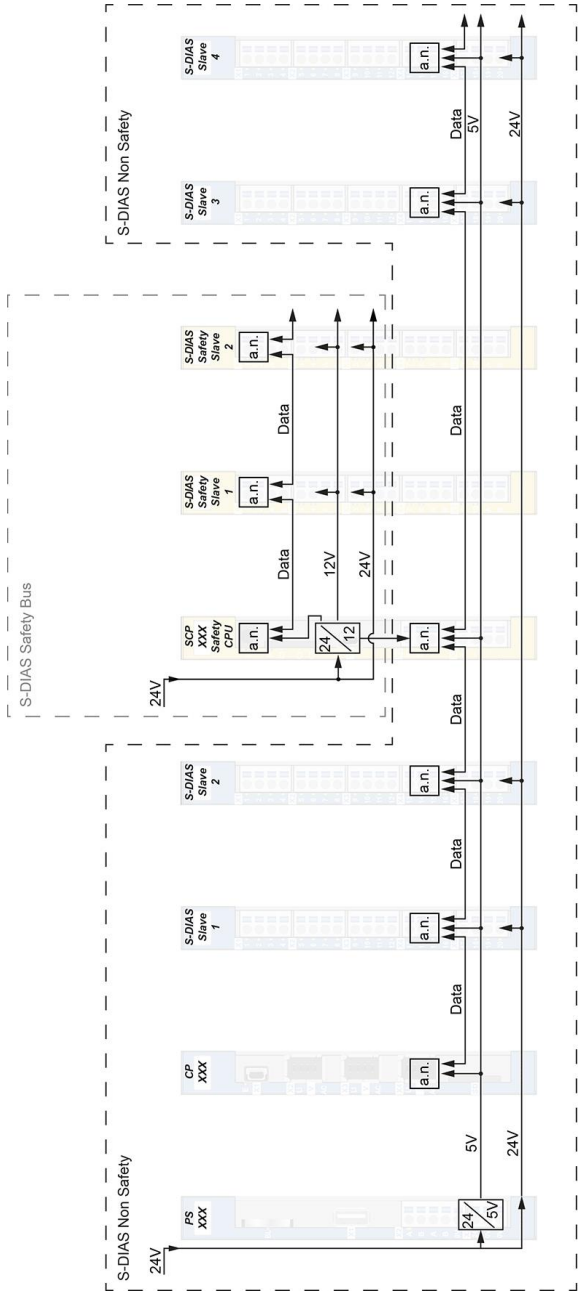 S-DIAS Safety Bus
S-DIAS Non Safety
S-DIAS Non Safety
24V
24V
PS
XXX
CP
XXX
S-DIAS
Slave
1
S-DIAS
Slave
2
SCP
XXX
Safety
CPU
S-DIAS
Safety
Slave
1
S-DIAS
Safety
Slave
2
S-DIAS
Slave
3
S-DIAS
Slave
4
a.n.
a.n.
a.n.
Data
Data
24
12
12V
24V
a.n.
a.n.
a.n.
a.n.
a.n.
a.n.
Data
Data
Data
Data
Data
24
5V
5V
5V
24V
24V